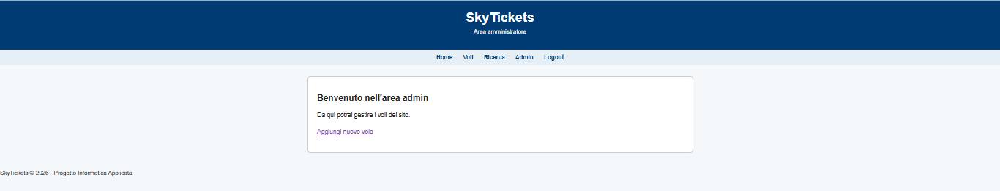 SkyTickets
Area amministratore
Home Voli Ricerca Admin Logout
Benvenuto nell'area admin
Da qui potrai gestire i voli del sito.
Aggiungi nuovo volo
SkyTickets © 2026 - Progetto Informatica Applicata